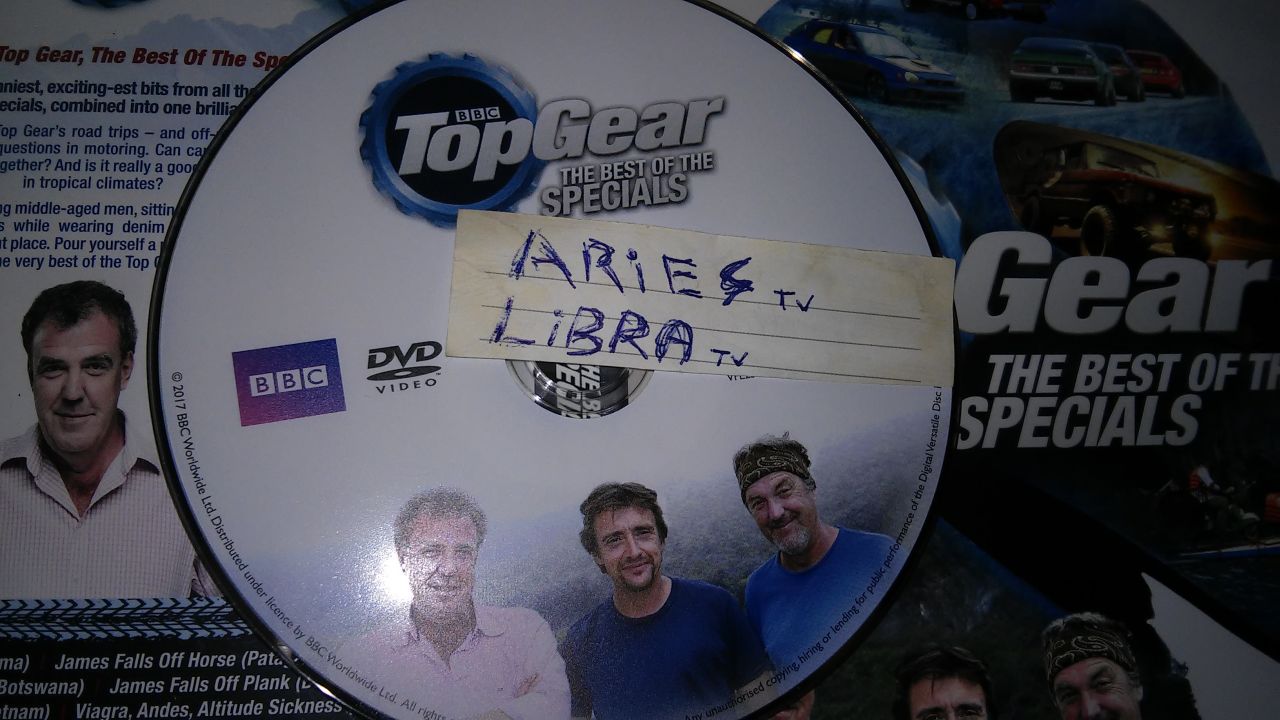 Top Gear, The Best Of The Spe
nniest, exciting-est bits from all the
ecials, combined into one brillia
Top Gear's road trips – and off-
questions in motoring. Can ca
gether? And is it really a good
in tropical climates?
ng middle-aged men, sitting
s while wearing denim
ut place. Pour yourself a
he very best of the Top G
BBC
TopGear
THE BEST OF THE
SPECIALS
ARiES TV
LiBRA TV
BBC
DVD
VIDEO
© 2017 BBC Worldwide Ltd. Distributed under licence by BBC Worldwide Ltd. All rights
Any unauthorised copying, hiring or lending for public performance of the Digital Versatile Disc
Gear
THE BEST OF TH
SPECIALS
ma) James Falls Off Horse (Pata
Botswana) James Falls Off Plank
tnam) Viagra, Andes, Altitude Sickness